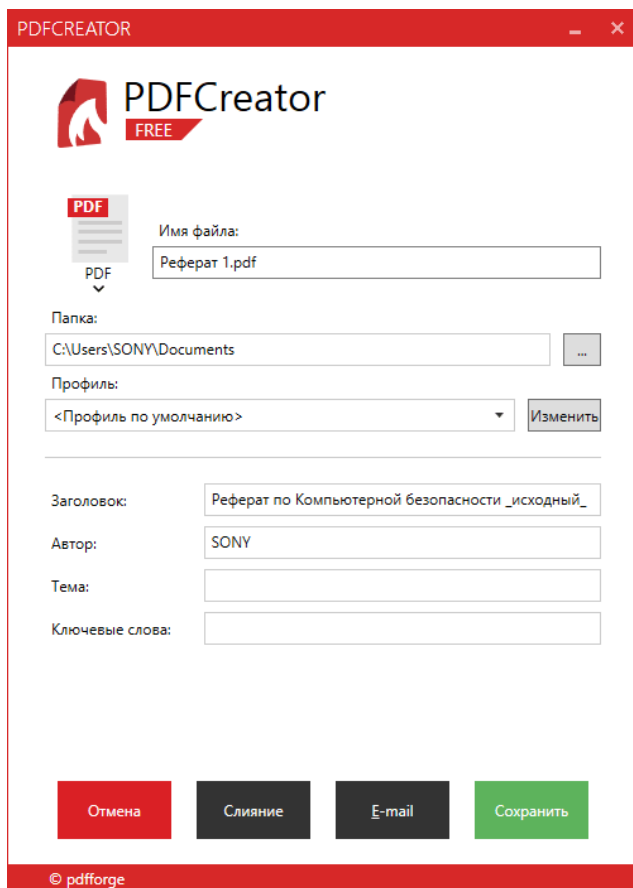 PDFCREATOR
PDFCreator
FREE
PDF
PDF
Имя файла:
Реферат 1.pdf
Папка:
C:\Users\SONY\Documents
...
Профиль:
<Профиль по умолчанию>
Изменить
Заголовок:
Реферат по Компьютерной безопасности _исходный_
Автор:
SONY
Тема:
Ключевые слова:
Отмена
Слияние
E-mail
Сохранить
© pdfforge